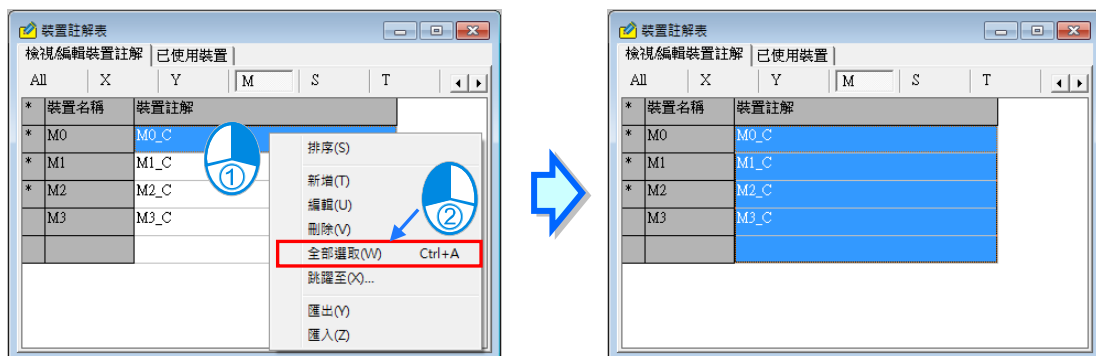 裝置註解表
檢視/編輯裝置註解 已使用裝置
All X Y M S T
* 裝置名稱 裝置註解
* M0 M0_C
* M1 M1_C
* M2 M2_C
M3 M3_C
①
排序(S)
新增(T)
編輯(U)
刪除(V)
全部選取(W) Ctrl+A
跳躍至(X)...
匯出(Y)
匯入(Z)
②
裝置註解表
檢視/編輯裝置註解 已使用裝置
All X Y M S T
* 裝置名稱 裝置註解
* M0 M0_C
* M1 M1_C
* M2 M2_C
M3 M3_C